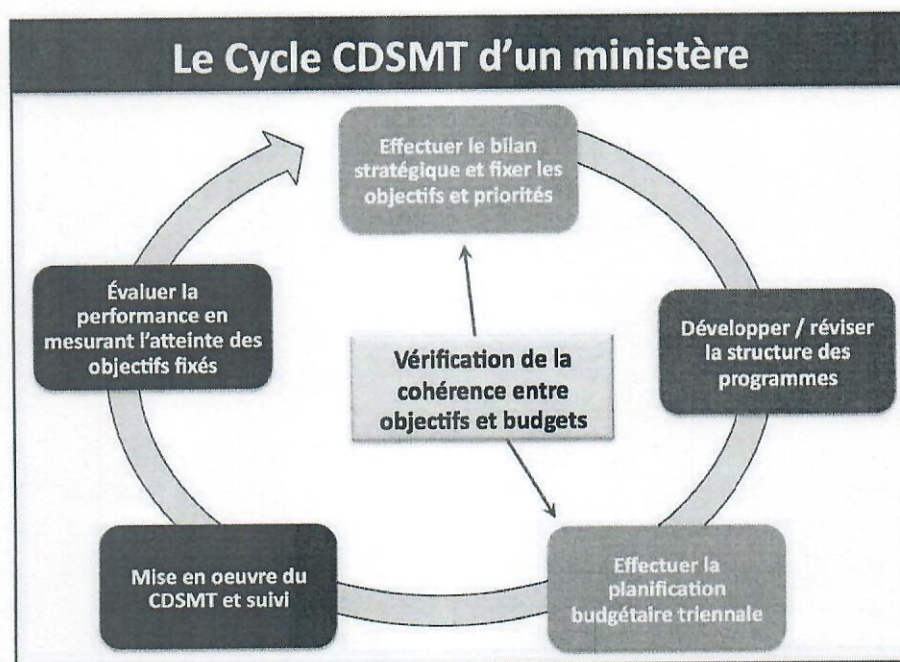 Le Cycle CDSMT d'un ministère
Effectuer le bilan
stratégique et fixer les
objectifs et priorités
Développer / réviser
la structure des
programmes
Effectuer la
planification
budgétaire triennale
Mise en oeuvre du
CDSMT et suivi
Évaluer la
performance en
mesurant l'atteinte des
objectifs fixés
Vérification de la
cohérence entre
objectifs et budgets